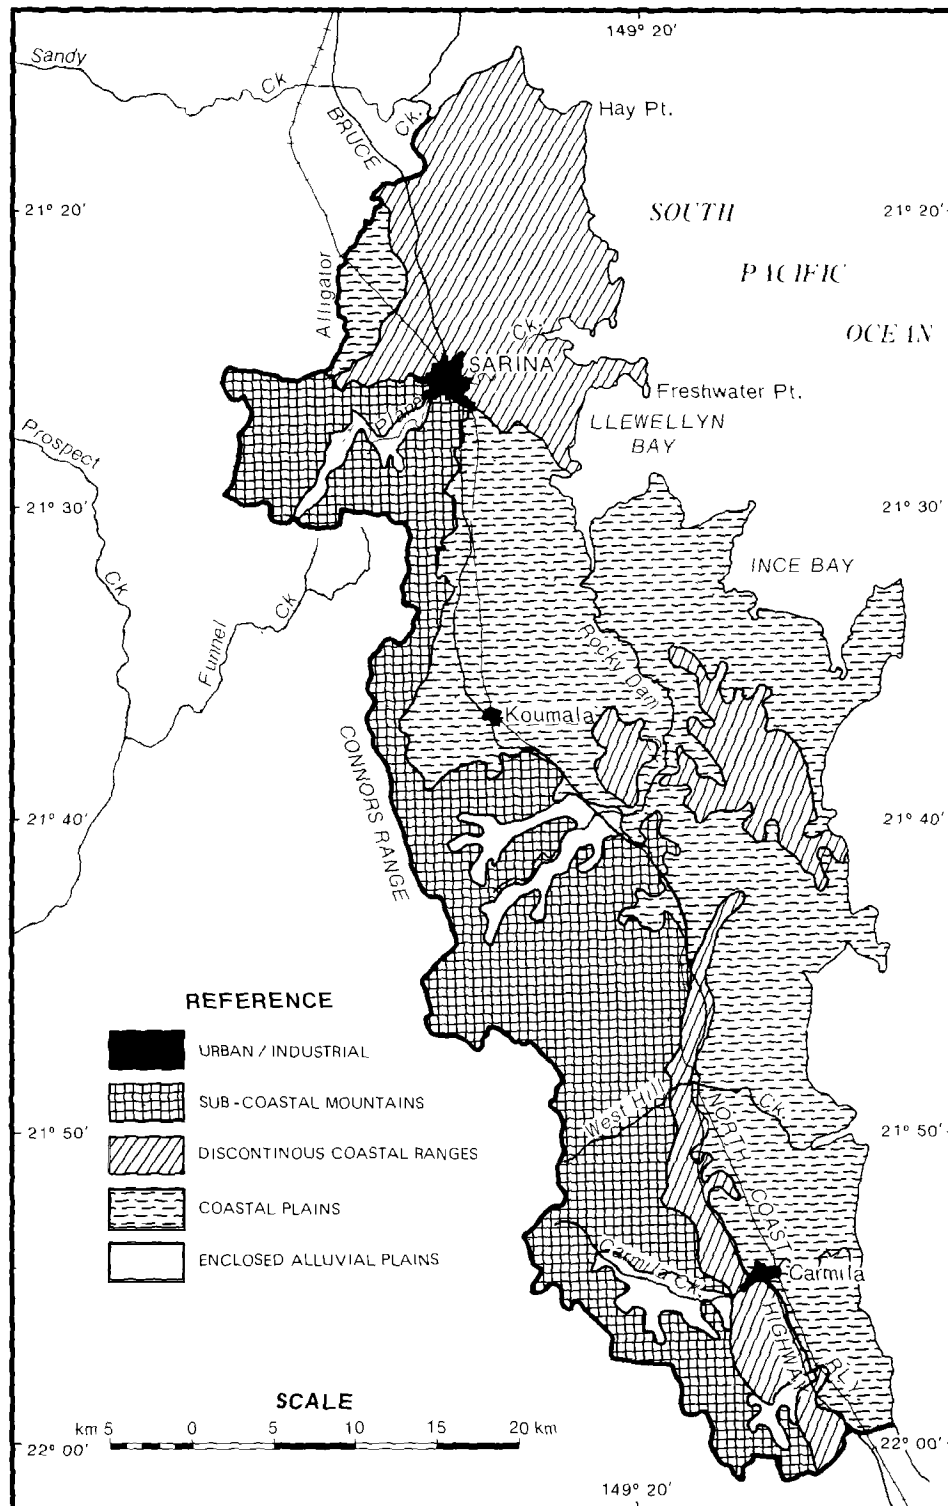 149° 20'
Sandy
Ck
Ck.
BRUCE
Hay Pt.
21° 20'
SOUTH
21° 20'
PACIFIC
OCEAN
Alligator
Ck.
SARINA
Freshwater Pt.
Plane
LLEWELLYN
BAY
Prospect
21° 30'
21° 30'
INCE BAY
Ck
Ck
Funnel
Rocky Dam
Koumala
CONNORS RANGE
21° 40'
21° 40'
REFERENCE
URBAN / INDUSTRIAL
SUB-COASTAL MOUNTAINS
DISCONTINOUS COASTAL RANGES
COASTAL PLAINS
ENCLOSED ALLUVIAL PLAINS
West Hill
Ck.
NORTH COAST
21° 50'
21° 50'
Carmila Ck.
Carmila
HIGHWAY
RLY
SCALE
km 5 0 5 10 15 20 km
22° 00'
22° 00'
149° 20'